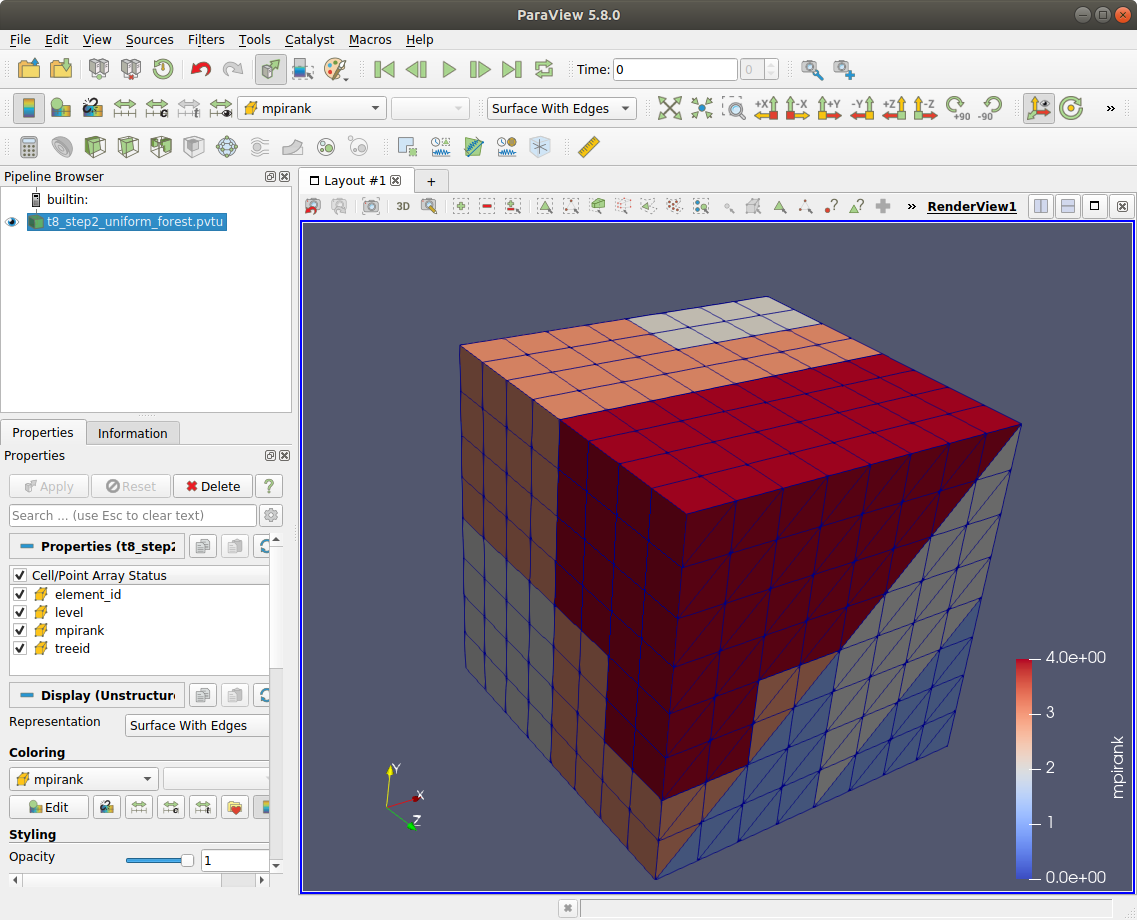 ParaView 5.8.0
File Edit View Sources Filters Tools Catalyst Macros Help
Time: 0 0
mpirank Surface With Edges +X -X +Y -Y +Z -Z +90 -90 »
Pipeline Browser
builtin:
t8_step2_uniform_forest.pvtu
Properties Information
Properties
Apply Reset Delete ?
Search ... (use Esc to clear text)
Properties (t8_step2
Cell/Point Array Status
element_id
level
mpirank
treeid
Display (Unstructure
Representation Surface With Edges
Coloring
mpirank
Edit
Styling
Opacity 1
Layout #1 +
3D » RenderView1
Y
X
Z
4.0e+00
3
2
1
0.0e+00
mpirank